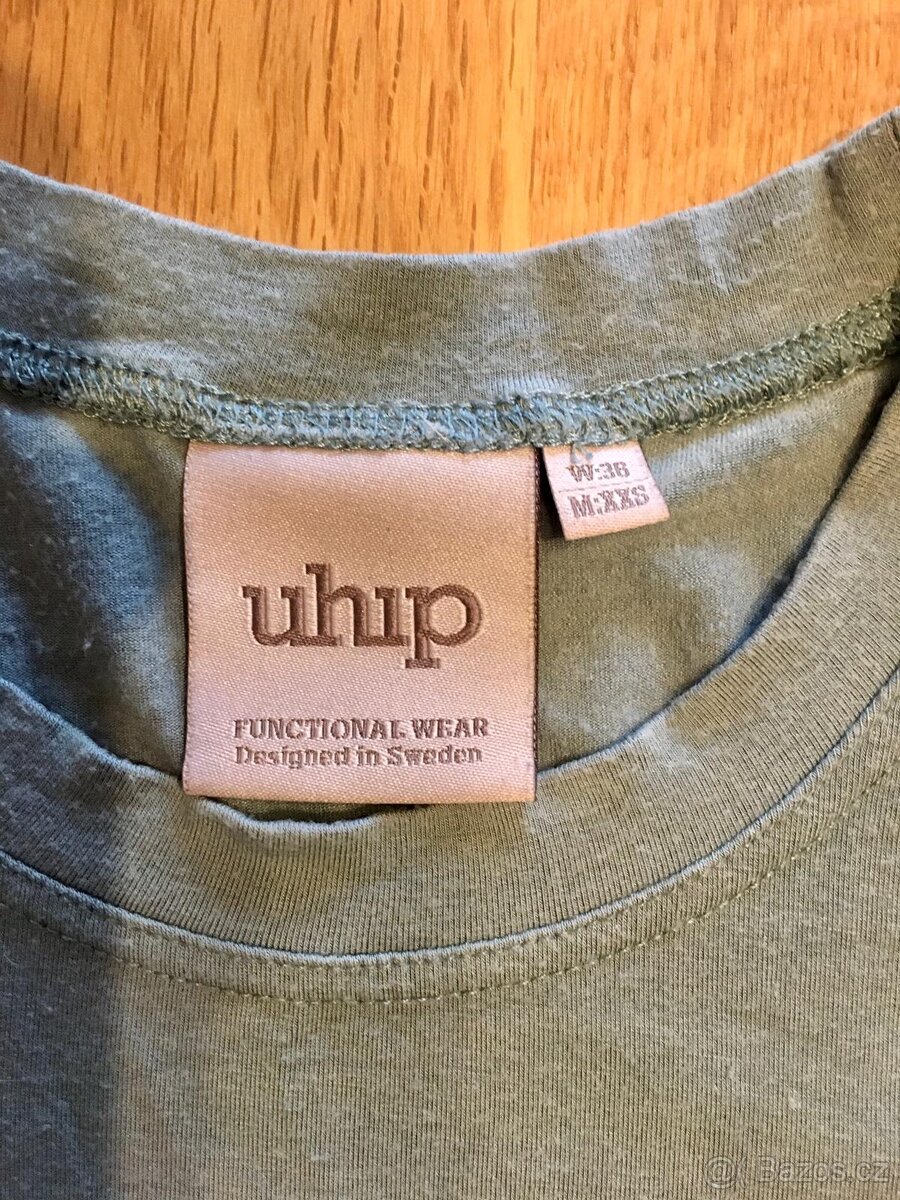 W:36
M:XXS
uhip
FUNCTIONAL WEAR
Designed in Sweden
@ Bazos.cz